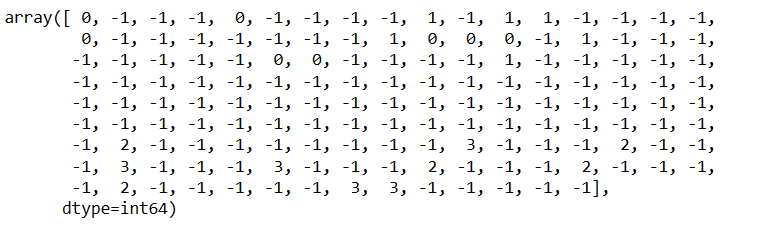 array([ 0, -1, -1, -1, 0, -1, -1, -1, -1, 1, -1, 1, 1, -1, -1, -1, -1,
0, -1, -1, -1, -1, -1, -1, -1, 1, 0, 0, 0, -1, 1, -1, -1, -1,
-1, -1, -1, -1, -1, 0, 0, -1, -1, -1, -1, 1, -1, -1, -1, -1, -1,
-1, -1, -1, -1, -1, -1, -1, -1, -1, -1, -1, -1, -1, -1, -1, -1, -1,
-1, -1, -1, -1, -1, -1, -1, -1, -1, -1, -1, -1, -1, -1, -1, -1, -1,
-1, -1, -1, -1, -1, -1, -1, -1, -1, -1, -1, -1, -1, -1, -1, -1, -1,
-1, 2, -1, -1, -1, -1, -1, -1, -1, -1, 3, -1, -1, -1, 2, -1, -1,
-1, 3, -1, -1, -1, 3, -1, -1, -1, 2, -1, -1, -1, 2, -1, -1, -1,
-1, 2, -1, -1, -1, -1, -1, 3, 3, -1, -1, -1, -1, -1],
dtype=int64)